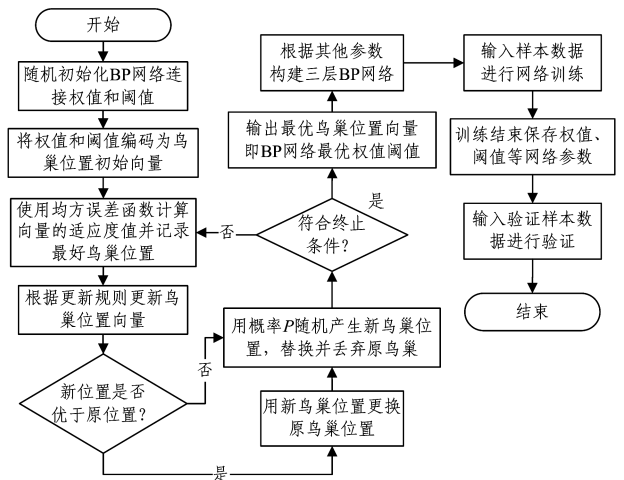 开始
随机初始化BP网络连
接权值和阈值
将权值和阈值编码为鸟
巢位置初始向量
使用均方误差函数计算
向量的适应度值并记录
最好鸟巢位置
根据更新规则更新鸟
巢位置向量
新位置是否
优于原位置？
否
是
用新鸟巢位置更换
原鸟巢位置
用概率P随机产生新鸟巢位
置，替换并丢弃原鸟巢
符合终止
条件？
否
是
输出最优鸟巢位置向量
即BP网络最优权值阈值
根据其他参数
构建三层BP网络
输入样本数据
进行网络训练
训练结束保存权值、
阈值等网络参数
输入验证样本数
据进行验证
结束